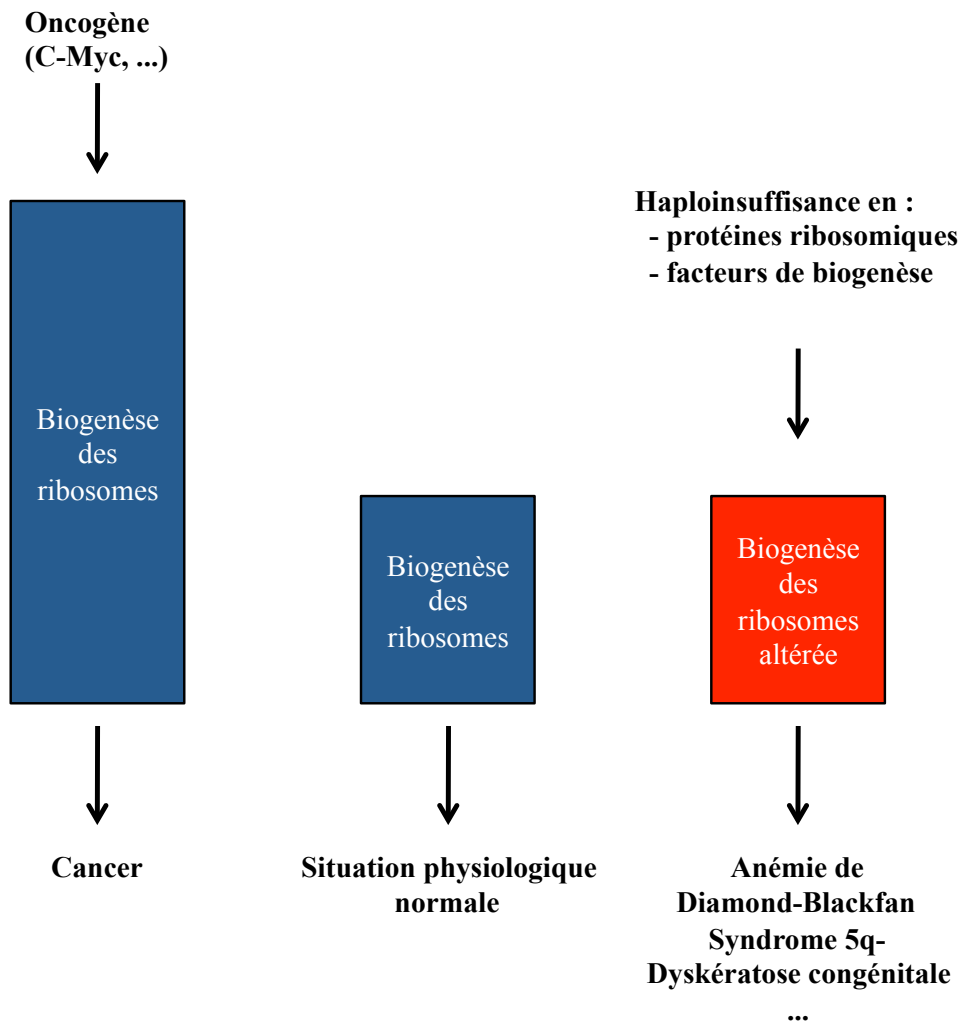 Oncogène
(C-Myc, ...)
Biogenèse
des
ribosomes
Cancer
Biogenèse
des
ribosomes
Situation physiologique
normale
Haploinsuffisance en :
- protéines ribosomiques
- facteurs de biogenèse
Biogenèse
des
ribosomes
altérée
Anémie de
Diamond-Blackfan
Syndrome 5q-
Dyskératose congénitale
...